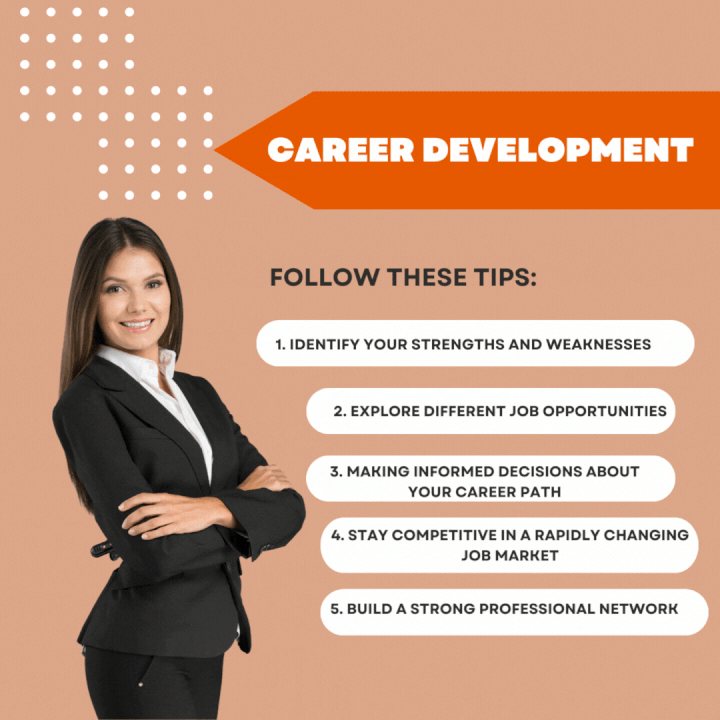 CAREER DEVELOPMENT
FOLLOW THESE TIPS:
1. IDENTIFY YOUR STRENGTHS AND WEAKNESSES
2. EXPLORE DIFFERENT JOB OPPORTUNITIES
3. MAKING INFORMED DECISIONS ABOUT
YOUR CAREER PATH
4. STAY COMPETITIVE IN A RAPIDLY CHANGING
JOB MARKET
5. BUILD A STRONG PROFESSIONAL NETWORK